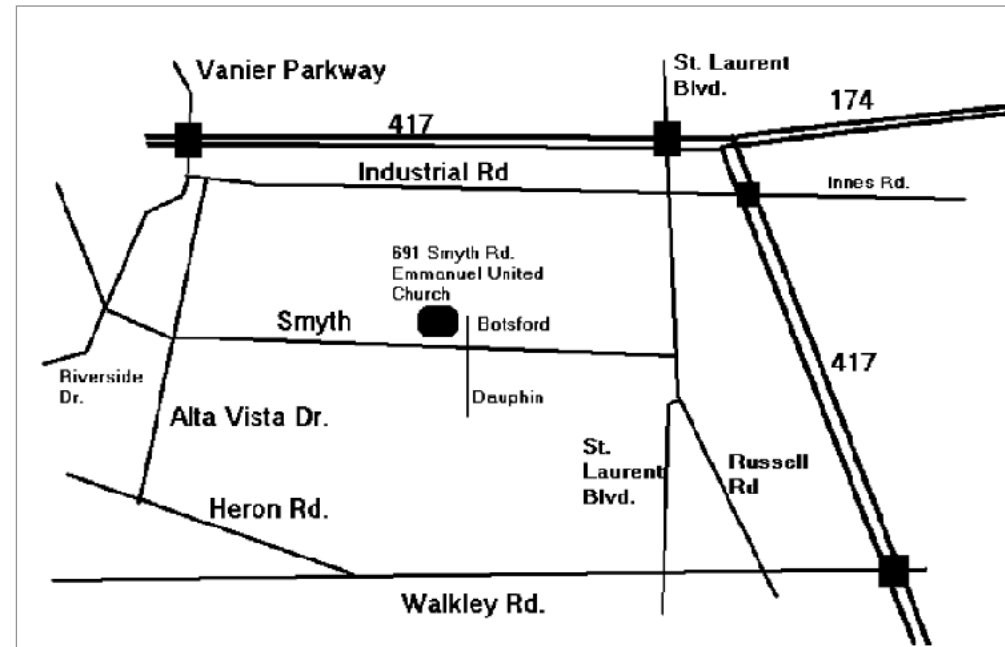 Vanier Parkway
St. Laurent
Blvd.
174
417
Industrial Rd
Innes Rd.
691 Smyth Rd.
Emmanuel United
Church
Smyth
Botsford
Riverside
Dr.
417
Dauphin
Alta Vista Dr.
St.
Laurent
Blvd.
Russell
Rd
Heron Rd.
Walkley Rd.